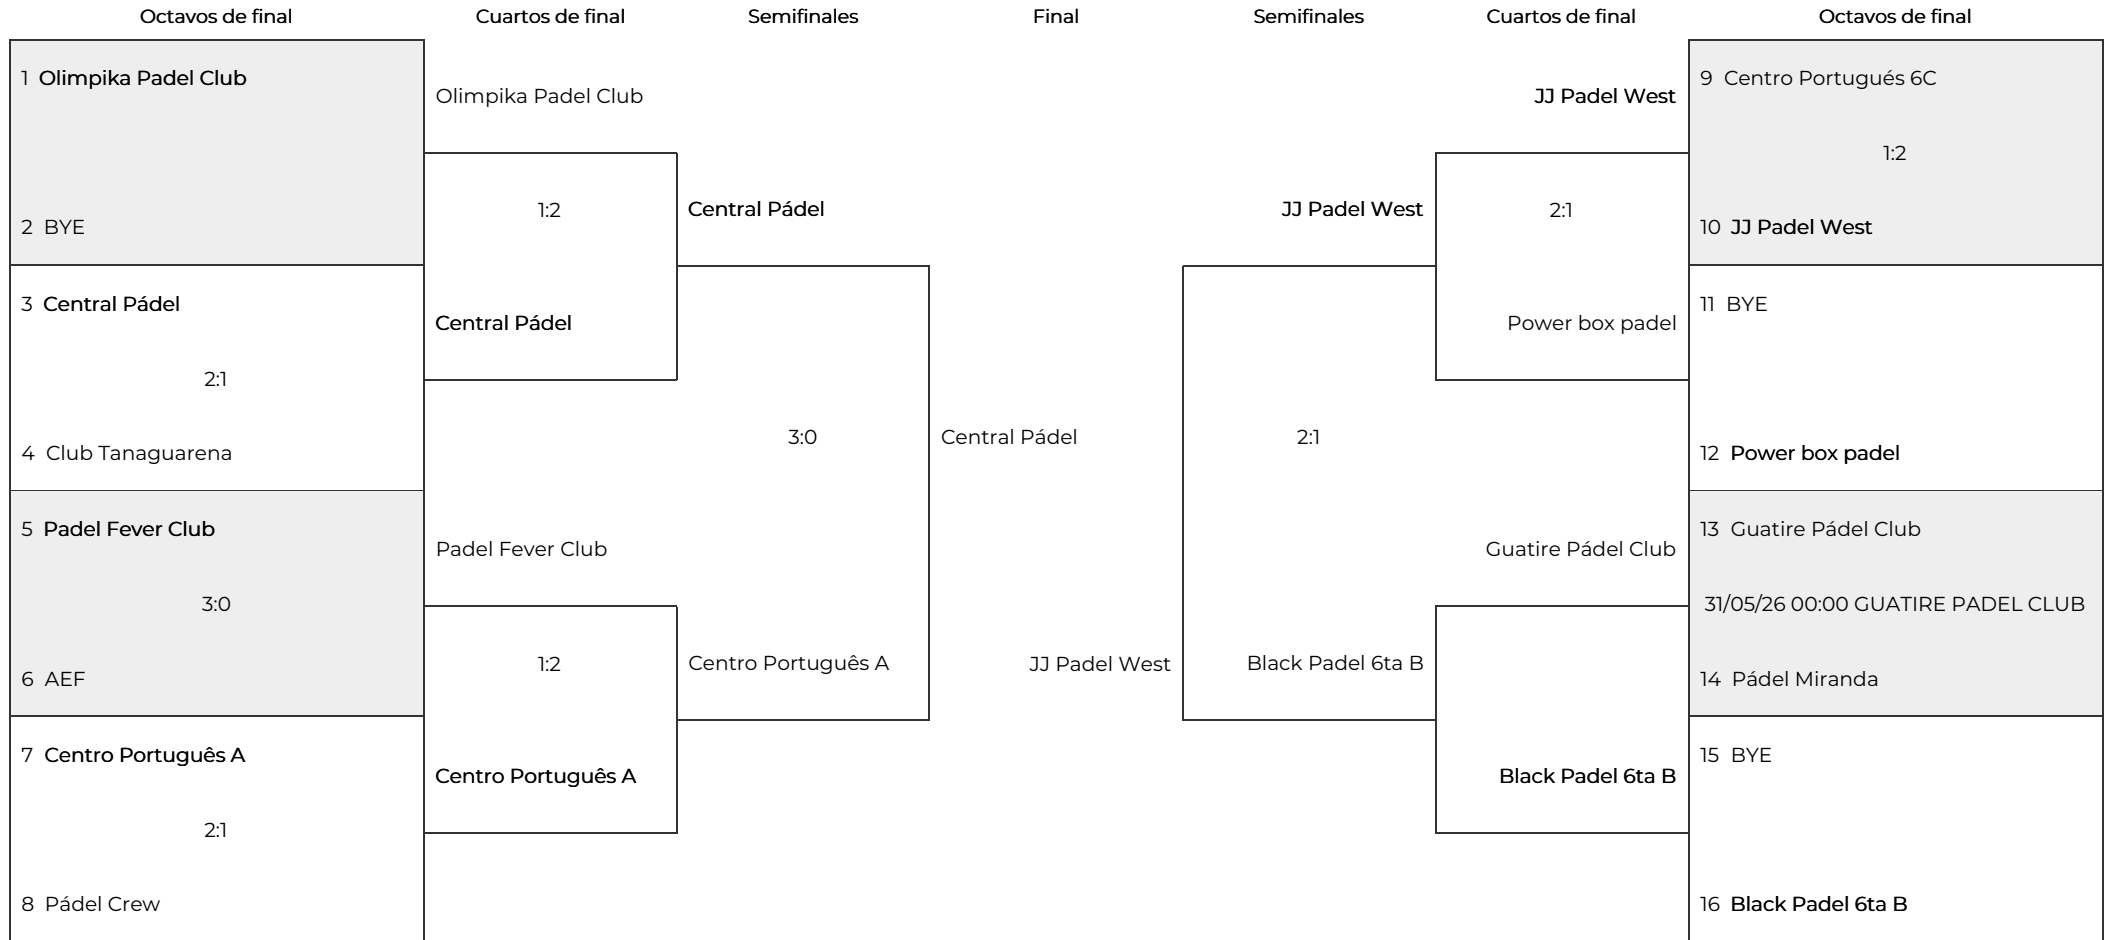 Octavos de final
Cuartos de final
Semifinales
Final
Semifinales
Cuartos de final
Octavos de final
1 Olimpika Padel Club
2 BYE
3 Central Pádel
2:1
4 Club Tanaguarena
5 Padel Fever Club
3:0
6 AEF
7 Centro Português A
2:1
8 Pádel Crew
Olimpika Padel Club
1:2
Central Pádel
Padel Fever Club
1:2
Centro Português A
Central Pádel
3:0
Centro Português A
Central Pádel
JJ Padel West
JJ Padel West
2:1
Black Padel 6ta B
JJ Padel West
2:1
Power box padel
Guatire Pádel Club
Black Padel 6ta B
9 Centro Portugués 6C
1:2
10 JJ Padel West
11 BYE
12 Power box padel
13 Guatire Pádel Club
31/05/26 00:00 GUATIRE PADEL CLUB
14 Pádel Miranda
15 BYE
16 Black Padel 6ta B